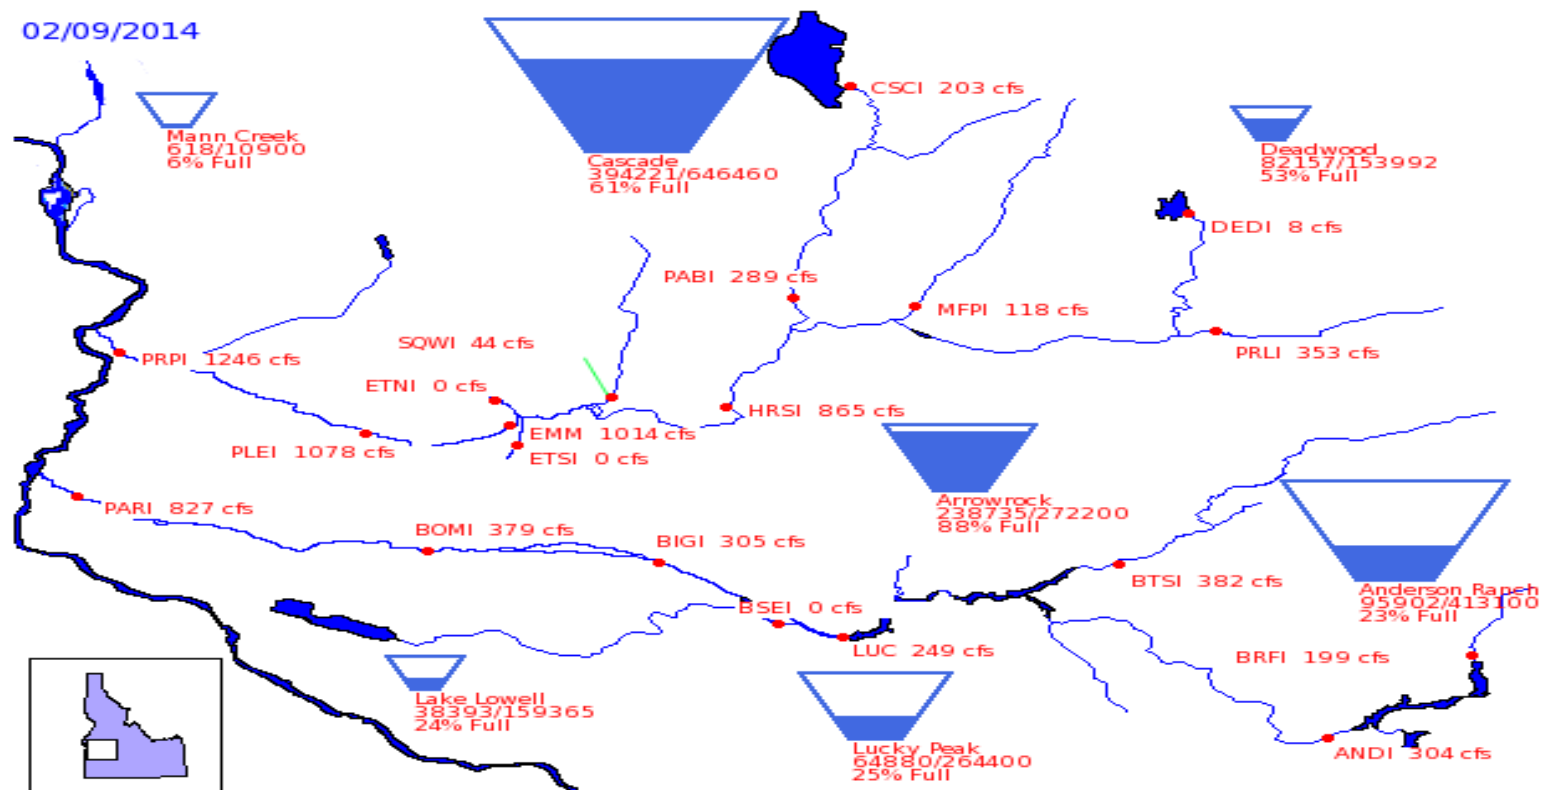 02/09/2014
CSCI 203 cfs
Mann Creek
618/10900
6% Full
Cascade
394221/646460
61% Full
Deadwood
82157/153992
53% Full
DEDI 8 cfs
PABI 289 cfs
MFPI 118 cfs
SQWI 44 cfs
PRPI 1246 cfs
PRLI 353 cfs
ETNI 0 cfs
HRSI 865 cfs
EMM 1014 cfs
PLEI 1078 cfs
ETSI 0 cfs
Arrowrock
238735/272200
88% Full
PARI 827 cfs
BOMI 379 cfs
BIGI 305 cfs
BTSI 382 cfs
Anderson Ranch
95902/413100
23% Full
BSEI 0 cfs
LUC 249 cfs
BRFI 199 cfs
Lake Lowell
38393/159365
24% Full
Lucky Peak
64880/264400
25% Full
ANDI 304 cfs